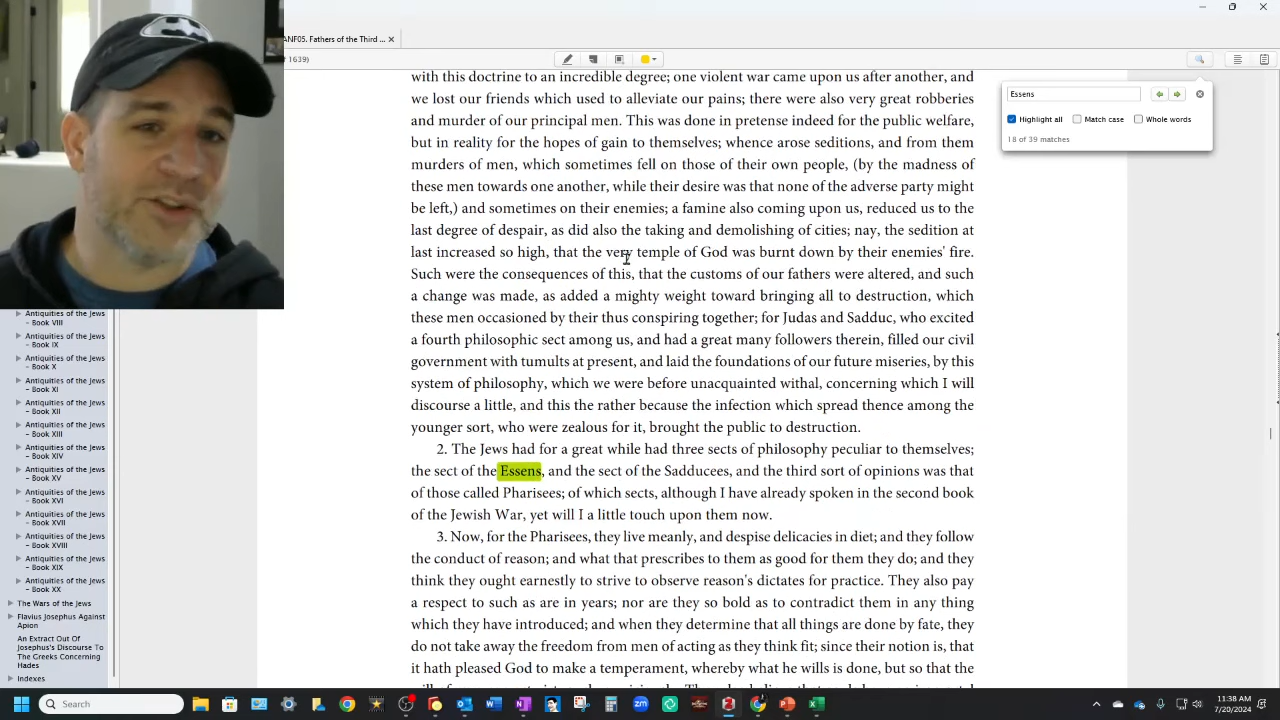 ANF05. Fathers of the Third ... ×
1639)
with this doctrine to an incredible degree; one violent war came upon us after another, and
we lost our friends which used to alleviate our pains; there were also very great robberies
and murder of our principal men. This was done in pretense indeed for the public welfare,
but in reality for the hopes of gain to themselves; whence arose seditions, and from them
murders of men, which sometimes fell on those of their own people, (by the madness of
these men towards one another, while their desire was that none of the adverse party might
be left,) and sometimes on their enemies; a famine also coming upon us, reduced us to the
last degree of despair, as did also the taking and demolishing of cities; nay, the sedition at
last increased so high, that the very temple of God was burnt down by their enemies' fire.
Such were the consequences of this, that the customs of our fathers were altered, and such
a change was made, as added a mighty weight toward bringing all to destruction, which
these men occasioned by their thus conspiring together; for Judas and Sadduc, who excited
a fourth philosophic sect among us, and had a great many followers therein, filled our civil
government with tunults at present, and laid the foundations of our future miseries, by this
system of philosophy, which we were before unacquainted withal, concerning which I will
discourse a little, and this the rather because the infection which spread thence among the
younger sort, who were zealous for it, brought the public to destruction.
2. The Jews had for a great while had three sects of philosophy peculiar to themselves;
the sect of the Essens, and the sect of the Sadducees, and the third sort of opinions was that
of those called Pharisees; of which sects, although I have already spoken in the second book
of the Jewish War, yet will I a little touch upon them now.
3. Now, for the Pharisees, they live meanly, and despise delicacies in diet; and they follow
the conduct of reason; and what that prescribes to them as good for them they do; and they
think they ought earnestly to strive to observe reason's dictates for practice. They also pay
a respect to such as are in years; nor are they so bold as to contradict them in any thing
which they have introduced; and when they determine that all things are done by fate, they
do not take away the freedom from men of acting as they think fit; since their notion is, that
it hath pleased God to make a temperament, whereby what he wills is done, but so that the
Essens
Highlight all
Match case
Whole words
18 of 39 matches
Antiquities of the Jews
– Book VIII
Antiquities of the Jews
– Book IX
Antiquities of the Jews
– Book X
Antiquities of the Jews
– Book XI
Antiquities of the Jews
– Book XII
Antiquities of the Jews
– Book XIII
Antiquities of the Jews
– Book XIV
Antiquities of the Jews
– Book XV
Antiquities of the Jews
– Book XVI
Antiquities of the Jews
– Book XVII
Antiquities of the Jews
– Book XVIII
Antiquities of the Jews
– Book XIX
Antiquities of the Jews
– Book XX
The Wars of the Jews
Flavius Josephus Against
Apion
An Extract Out Of
Josephus's Discourse To
The Greeks Concerning
Hades
Indexes
Search
zm
11:38 AM
7/20/2024